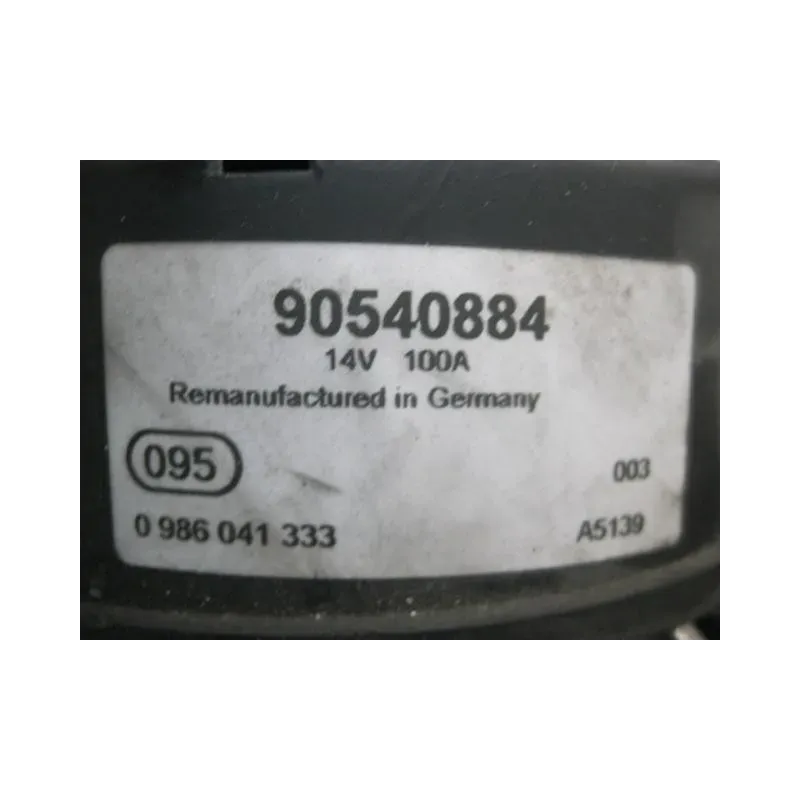 90540884
14V 100A
Remanufactured in Germany
095
003
0 986 041 333
A5139